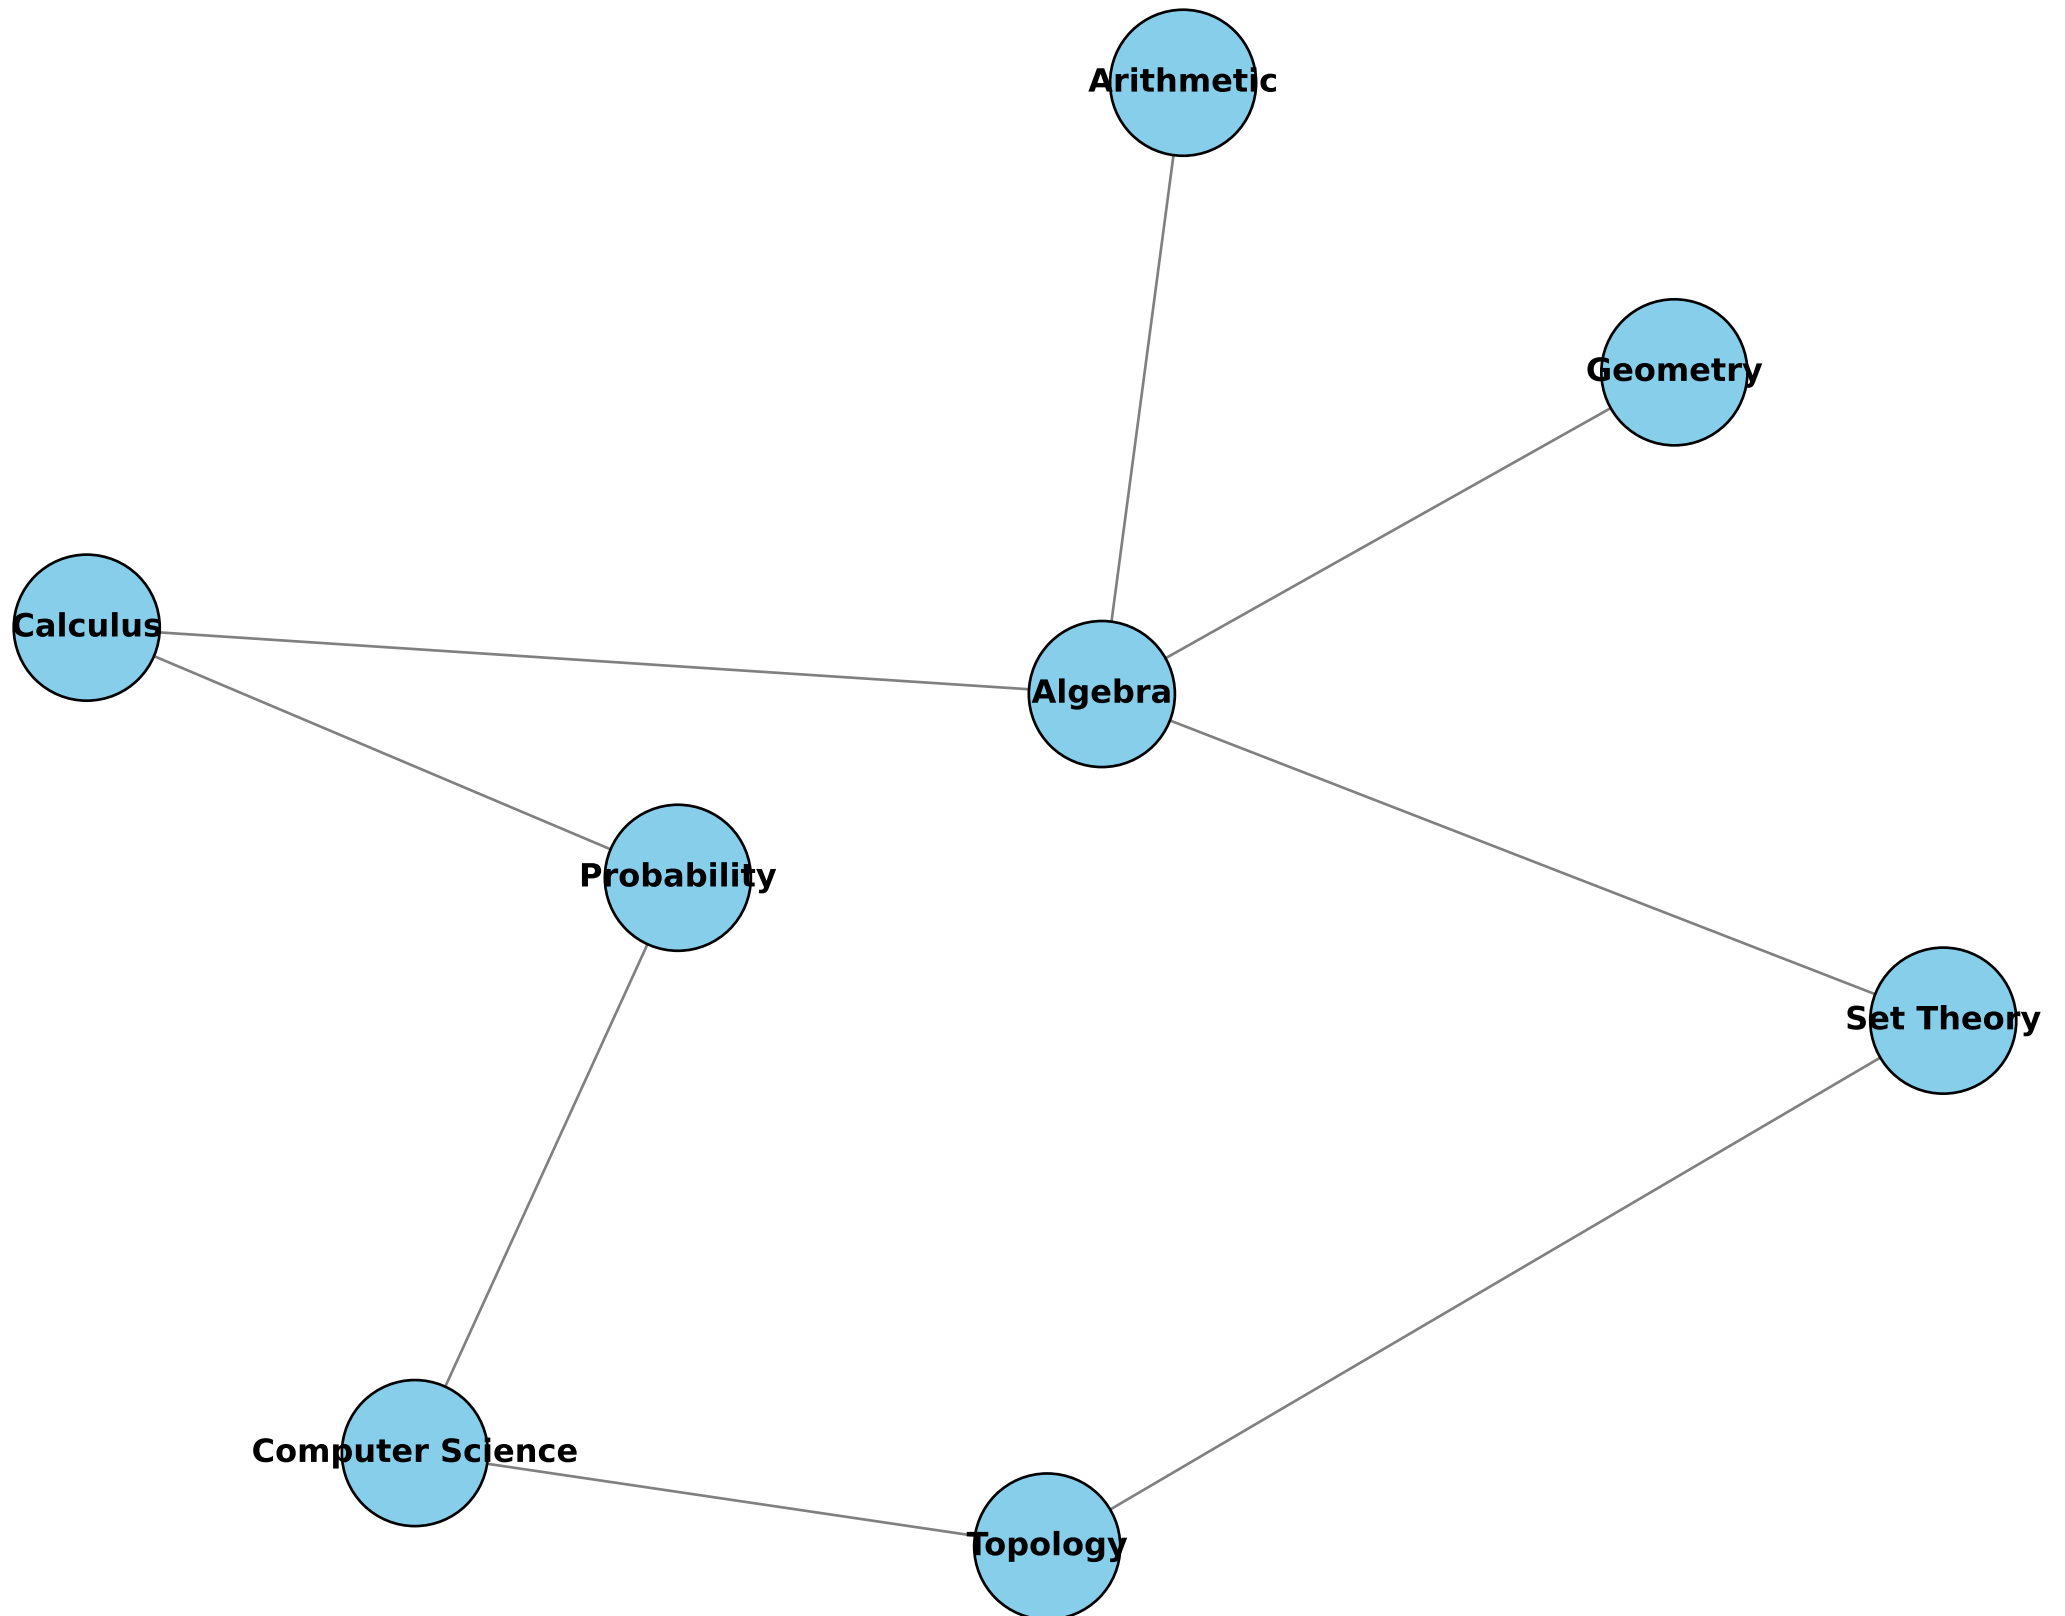 Arithmetic
Geometry
Calculus
Algebra
Probability
Set Theory
Computer Science
Topology